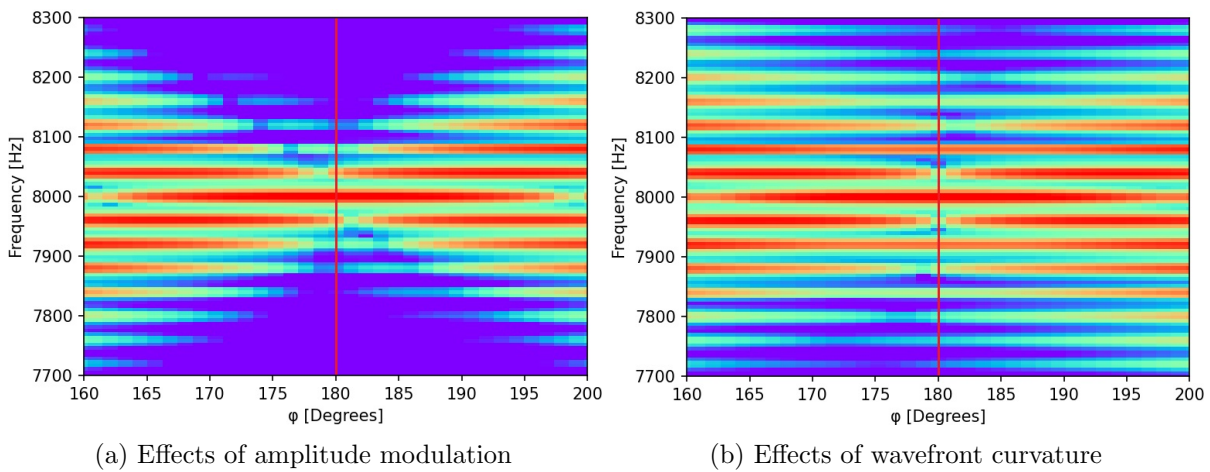 8300
8200
8100
8000
7900
7800
7700
Frequency [Hz]
160 165 170 175 180 185 190 195 200
φ [Degrees]
(a) Effects of amplitude modulation
8300
8200
8100
8000
7900
7800
7700
Frequency [Hz]
160 165 170 175 180 185 190 195 200
φ [Degrees]
(b) Effects of wavefront curvature